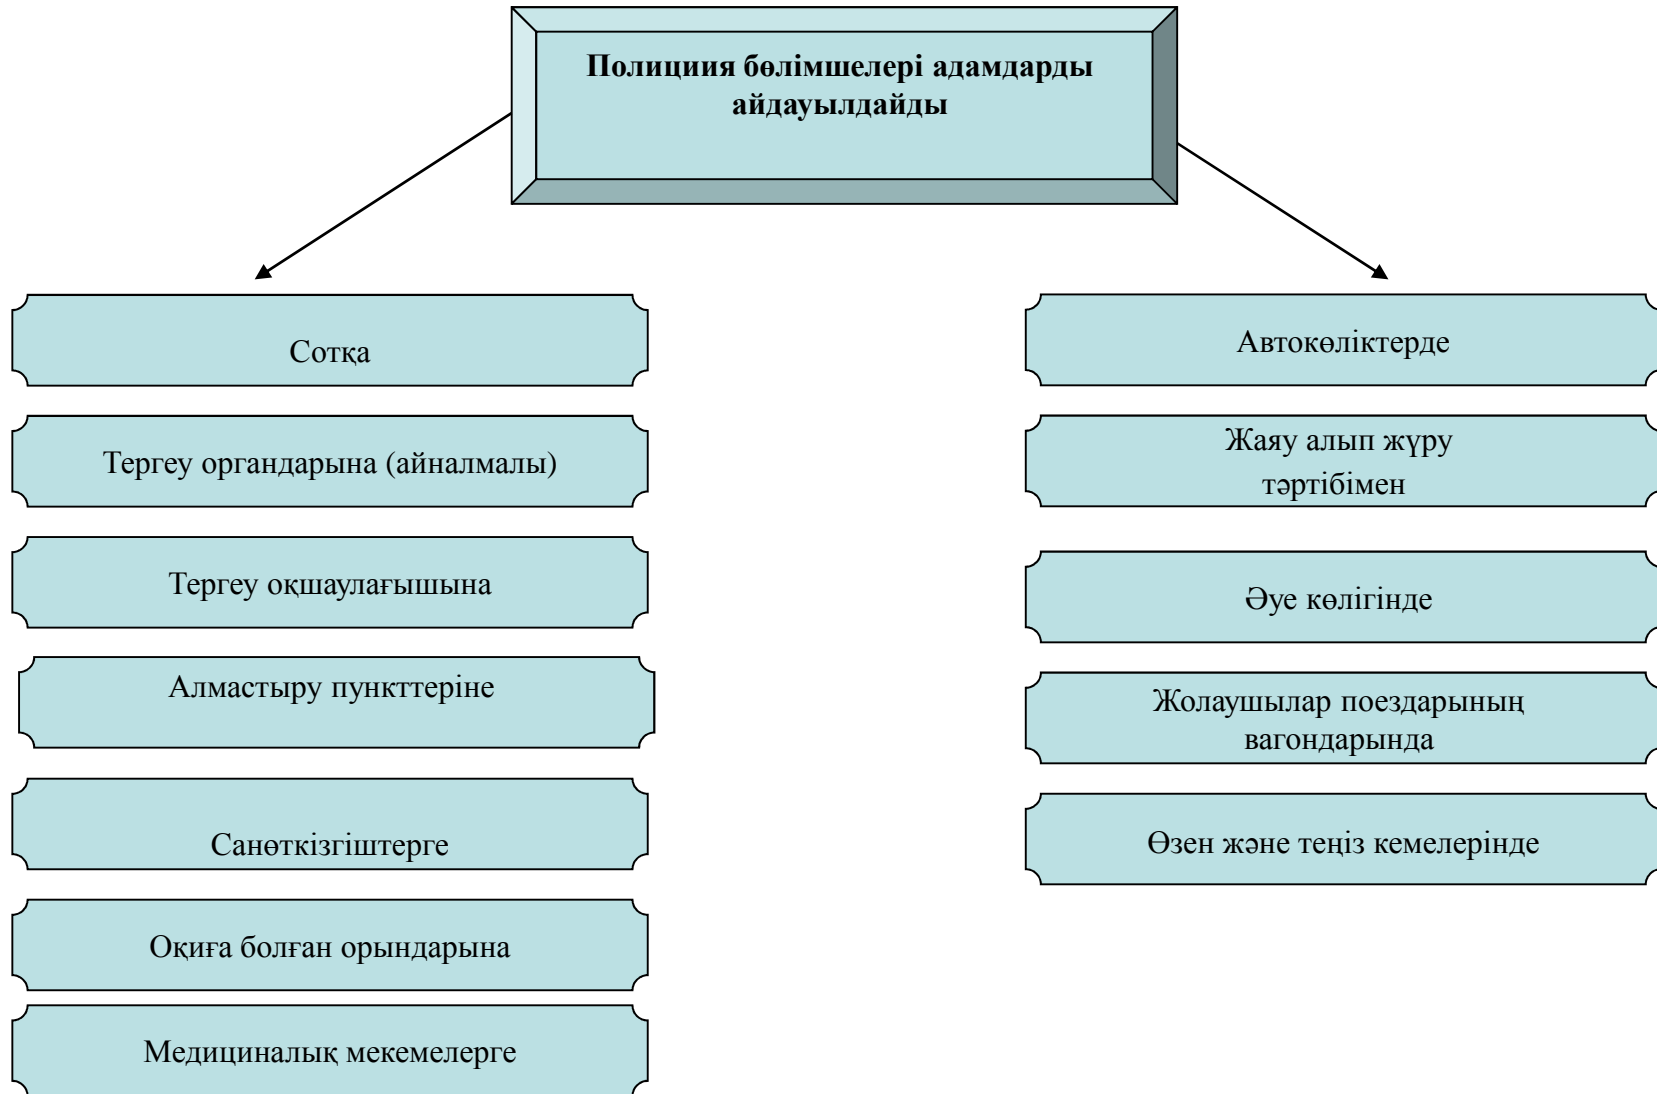 Полициия бөлімшелері адамдарды
айдауылдайды
Сотқа
Тергеу органдарына (айналмалы)
Тергеу оқшаулағышына
Алмастыру пункттеріне
Санөткізгіштерге
Оқиға болған орындарына
Медициналық мекемелерге
Автокөліктерде
Жаяу алып жүру
тәртібімен
Әуе көлігінде
Жолаушылар поездарының
вагондарында
Өзен және теңіз кемелерінде